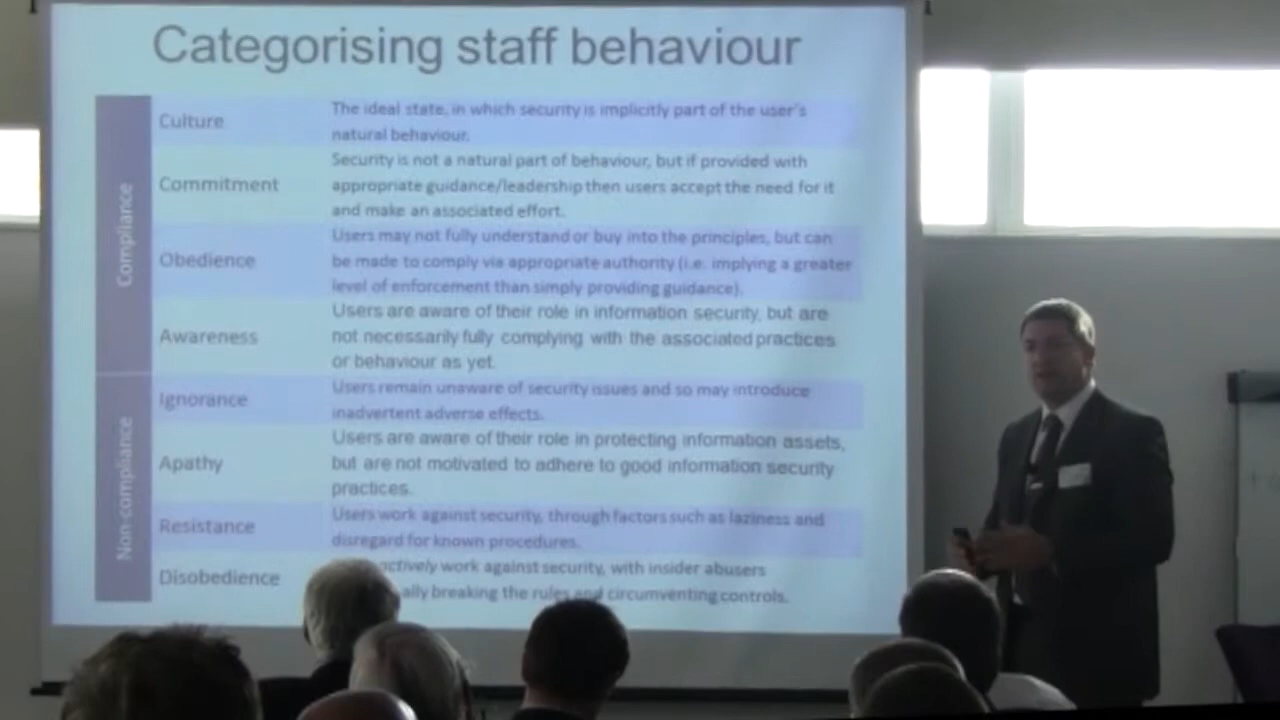 Categorising staff behaviour
Compliance
Culture
The ideal state, in which security is implicitly part of the user's
natural behaviour.
Commitment
Security is not a natural part of behaviour, but if provided with
appropriate guidance/leadership then users accept the need for it
and make an associated effort.
Obedience
Users may not fully understand or buy into the principles, but can
be made to comply via appropriate authority (i.e. implying a greater
level of enforcement than simply providing guidance).
Awareness
Users are aware of their role in information security, but are
not necessarily fully complying with the associated practices
or behaviour as yet.
Non-compliance
Ignorance
Users remain unaware of security issues and so may introduce
inadvertent adverse effects.
Apathy
Users are aware of their role in protecting information assets,
but are not motivated to adhere to good information security
practices.
Resistance
Users work against security, through factors such as laziness and
disregard for known procedures.
Disobedience
work against security, with insider abusers
breaking the rules and circumventing controls.